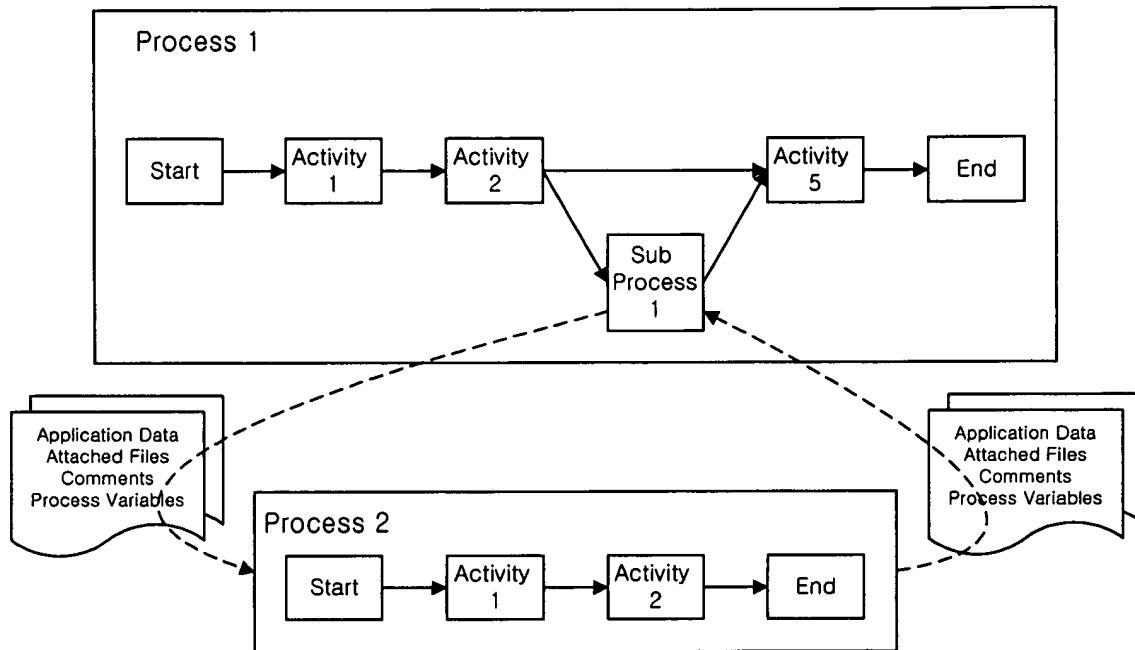 Process 1
Start
Activity
1
Activity
2
Activity
5
End
Sub
Process
1
Application Data
Attached Files
Comments
Process Variables
Application Data
Attached Files
Comments
Process Variables
Process 2
Start
Activity
1
Activity
2
End